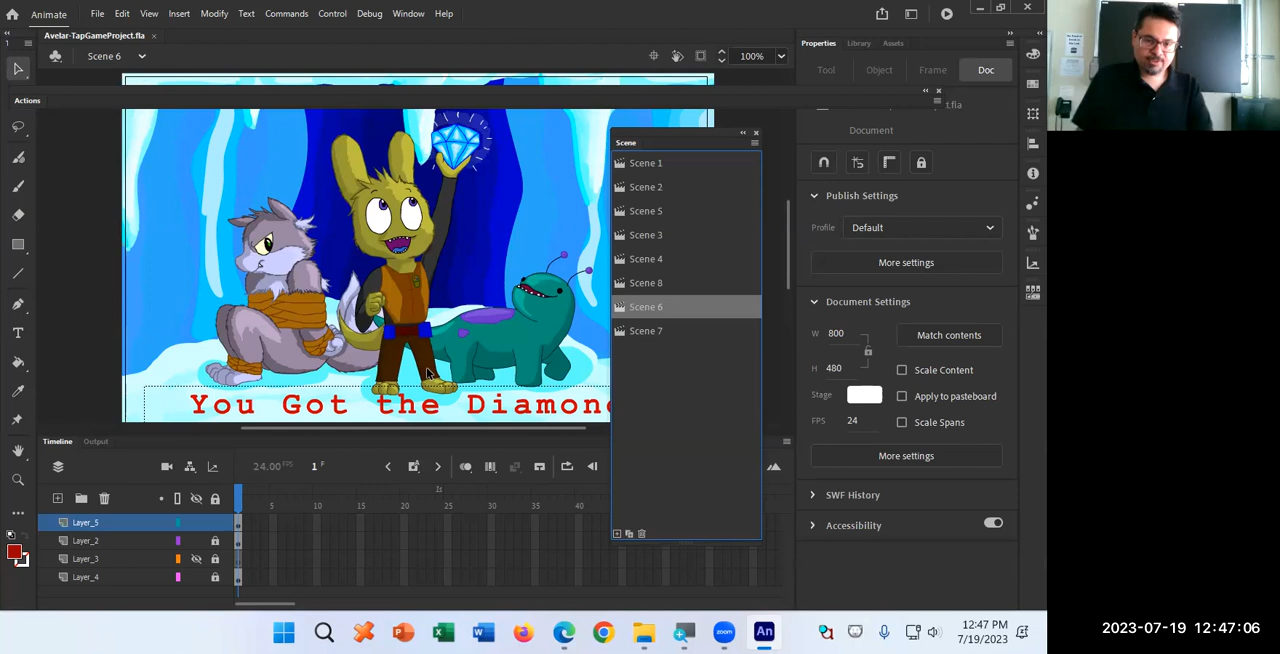 Animate
File Edit View Insert Modify Text Commands Control Debug Window Help
Avelar-TapGameProject.fla
Scene 6
100%
Properties Library Assets
Tool Object Frame Doc
Actions
t.fla
Document
Scene
Scene 1
Scene 2
Scene 5
Scene 3
Scene 4
Scene 8
Scene 6
Scene 7
Publish Settings
Profile Default
More settings
Document Settings
W 800
Match contents
H 480
Scale Content
Stage
Apply to pasteboard
FPS 24
Scale Spans
More settings
SWF History
Accessibility
You Got the Diamon
Timeline Output
24.00 FPS 1 F
1s
5 10 15 20 25 30 35 40
Layer_5
Layer_2
Layer_3
Layer_4
An
zoom
12:47 PM
7/19/2023
2023-07-19 12:47:06